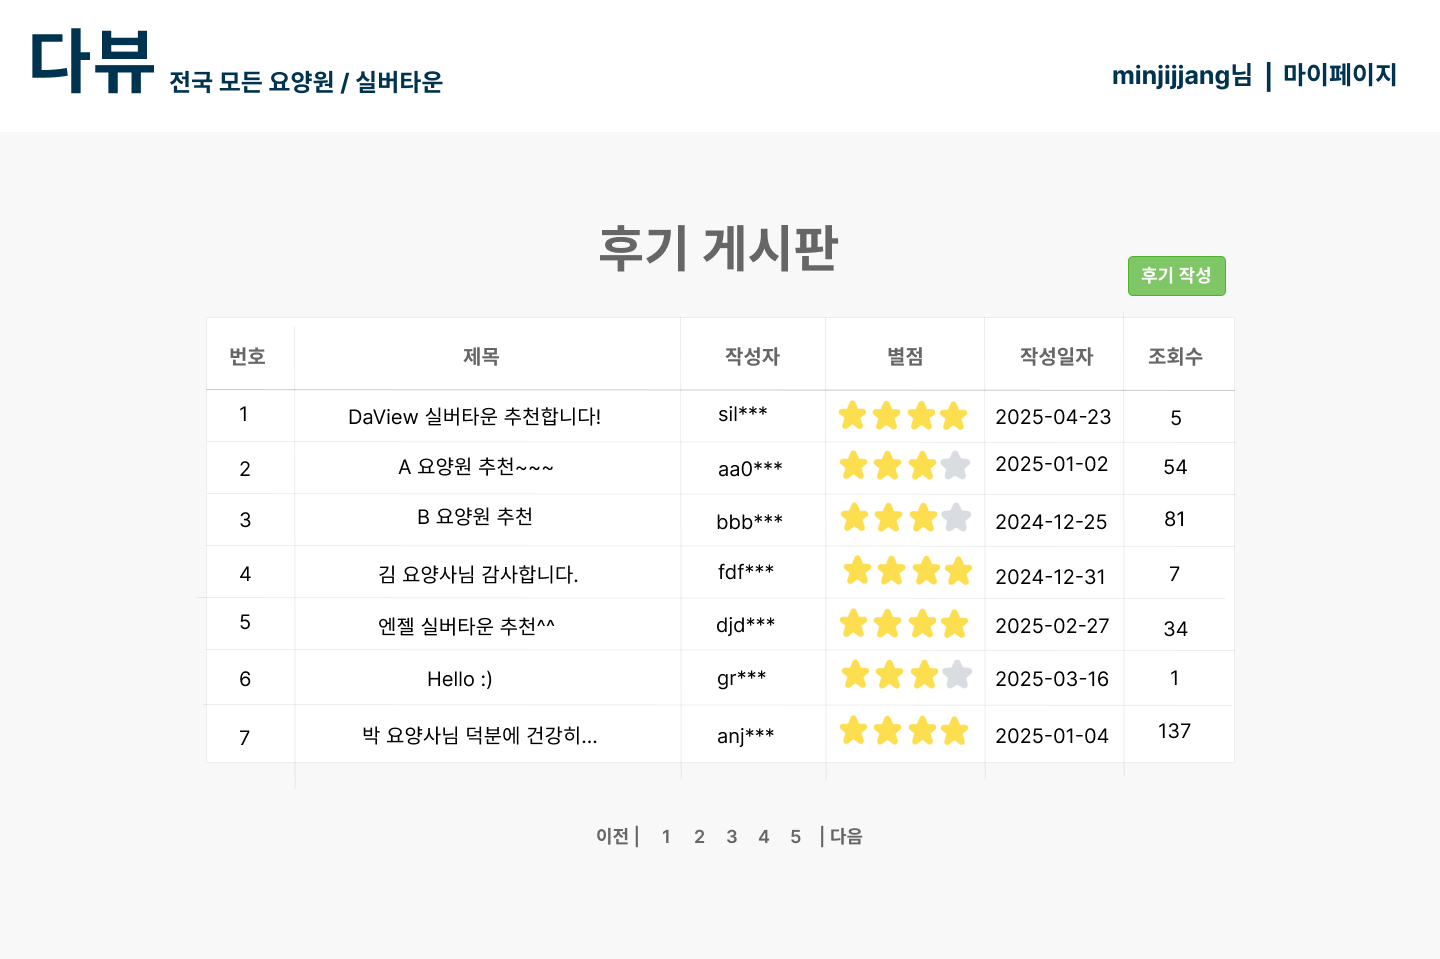 다뷰 전국 모든 요양원 / 실버타운
minjijjang님 | 마이페이지
후기 게시판
후기 작성
번호 제목 작성자 별점 작성일자 조회수
1 DaView 실버타운 추천합니다! sil*** 2025-04-23 5
2 A 요양원 추천~~~ aa0*** 2025-01-02 54
3 B 요양원 추천 bbb*** 2024-12-25 81
4 김 요양사님 감사합니다. fdf*** 2024-12-31 7
5 엔젤 실버타운 추천^^ djd*** 2025-02-27 34
6 Hello :) gr*** 2025-03-16 1
7 박 요양사님 덕분에 건강히... anj*** 2025-01-04 137
이전 | 1 2 3 4 5 | 다음